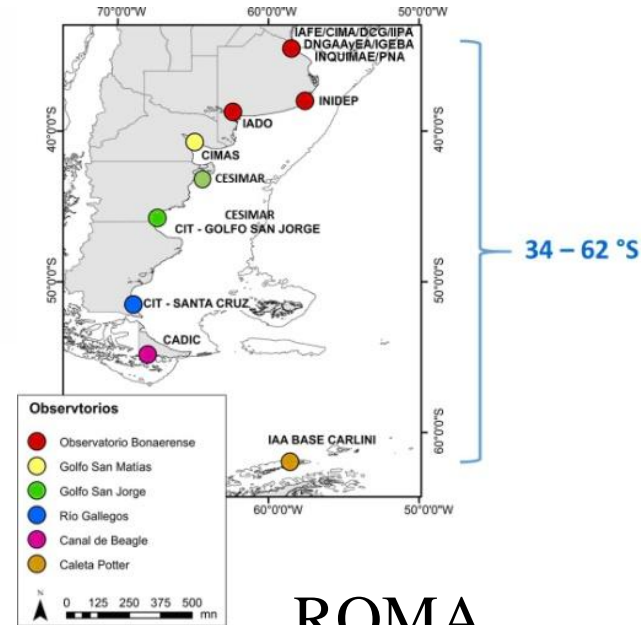 70°0'0"W 60°0'0"W 50°0'0"W
IAFE/CIMA/DCG/IIPA
DNGAAyEA/IGEBA
INQUIMAE/PNA
INIDEP
IADO
40°0'0"S 40°0'0"S
CIMAS
CESIMAR
CESIMAR
CIT - GOLFO SAN JORGE
34 – 62 °S
50°0'0"S 50°0'0"S
CIT - SANTA CRUZ
CADIC
Observtorios
Observatorio Bonaerense
Golfo San Matias
Golfo San Jorge
Río Gallegos
Canal de Beagle
Caleta Potter
N
0 125 250 375 500
mn
IAA BASE CARLINI
60°0'0"S
60°0'0"W 50°0'0"W
ROMA